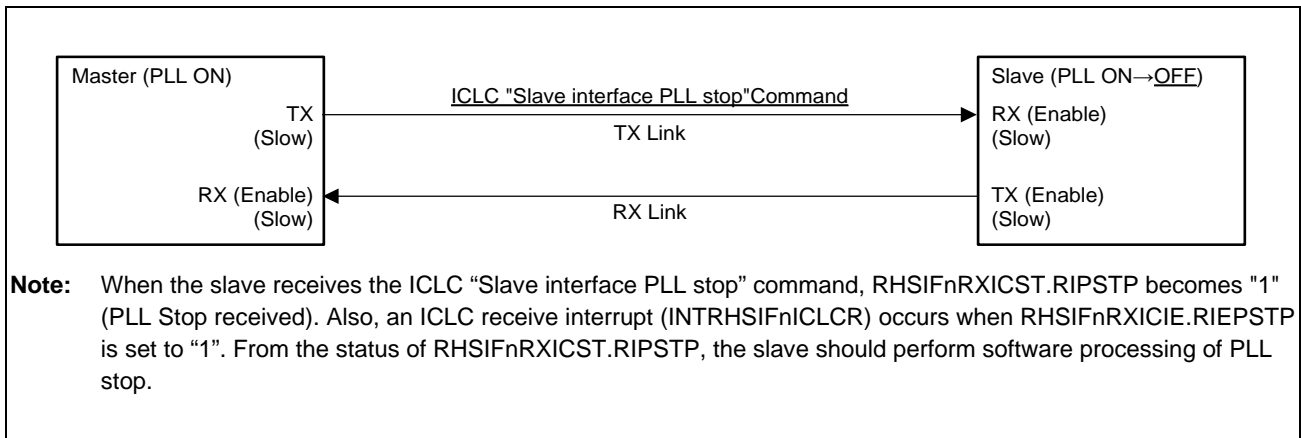 Master (PLL ON)
TX
(Slow)
RX (Enable)
(Slow)
ICLC "Slave interface PLL stop"Command
TX Link
RX Link
Slave (PLL ON→OFF)
RX (Enable)
(Slow)
TX (Enable)
(Slow)
Note: When the slave receives the ICLC “Slave interface PLL stop” command, RHSIFnRXICST.RIPSTP becomes "1"
(PLL Stop received). Also, an ICLC receive interrupt (INTRHSIFnICLCR) occurs when RHSIFnRXICIE.RIEPSTP
is set to “1”. From the status of RHSIFnRXICST.RIPSTP, the slave should perform software processing of PLL
stop.